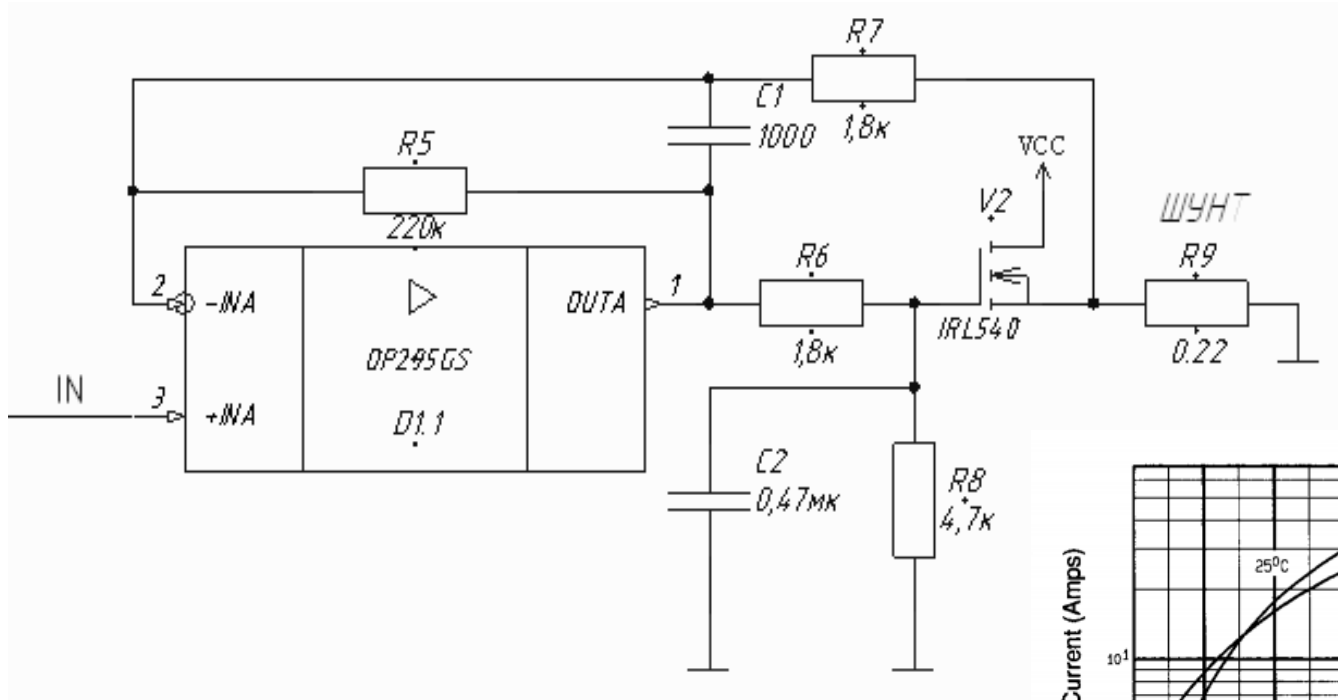 R7
C1
1000
1,8к
R5
VCC
220к
V2
ШУНТ
2
-INA
OUTA
1
R6
R9
OP295GS
IRL540
1,8к
0.22
IN
3
+INA
D1.1
C2
0,47мк
R8
4,7к
25°C
Current (Amps)
10¹